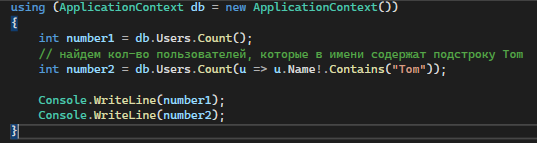 using (ApplicationContext db = new ApplicationContext())
{
    int number1 = db.Users.Count();
    // найдем кол-во пользователей, которые в имени содержат подстроку Tom
    int number2 = db.Users.Count(u => u.Name!.Contains("Tom"));

    Console.WriteLine(number1);
    Console.WriteLine(number2);
}